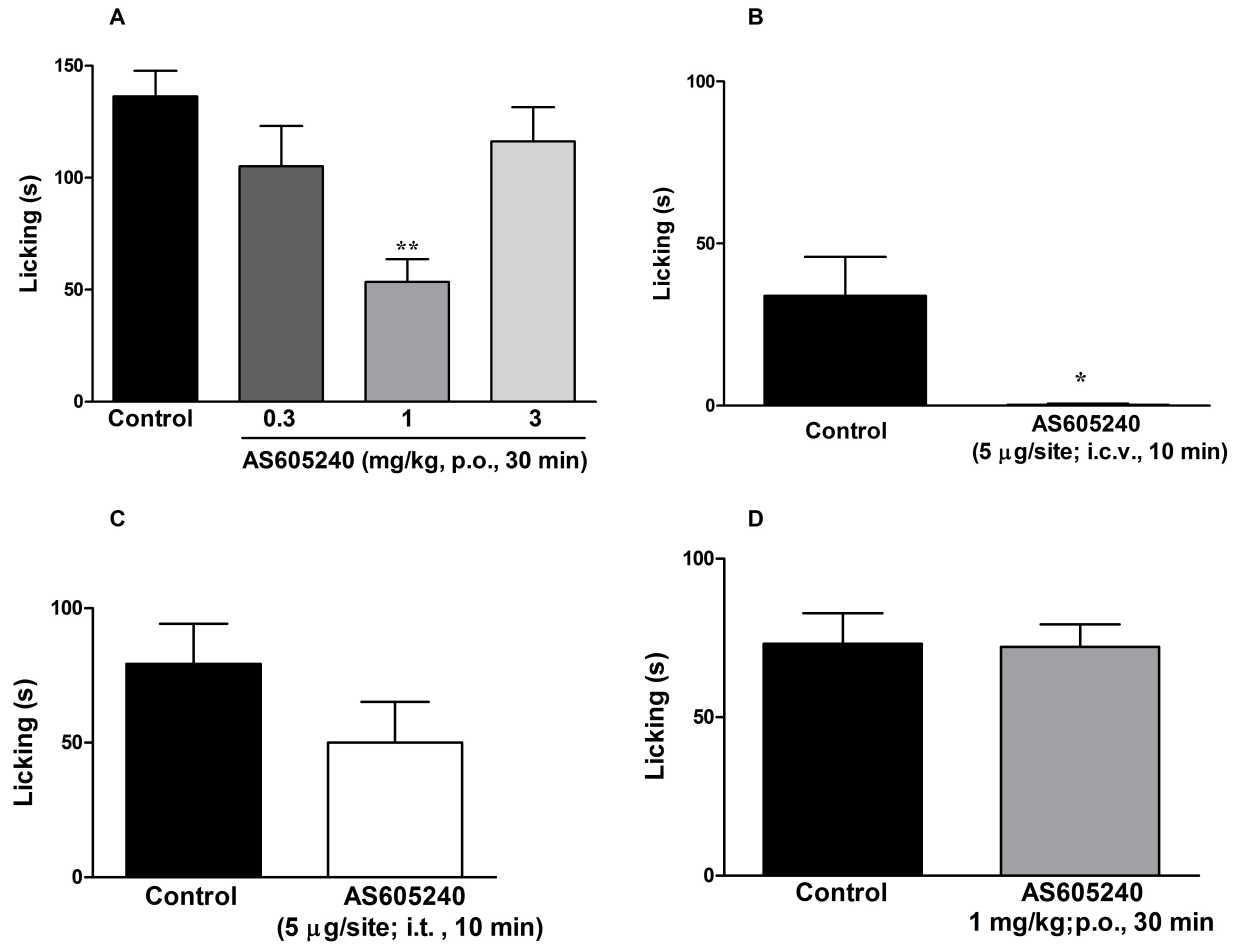 A
Licking (s)
150
100
50
0
**
Control
0.3
1
3
AS605240 (mg/kg, p.o., 30 min)
B
Licking (s)
100
50
0
*
Control
AS605240
(5 μg/site; i.c.v., 10 min)
C
Licking (s)
100
50
0
Control
AS605240
(5 μg/site; i.t. , 10 min)
D
Licking (s)
100
50
0
Control
AS605240
1 mg/kg;p.o., 30 min